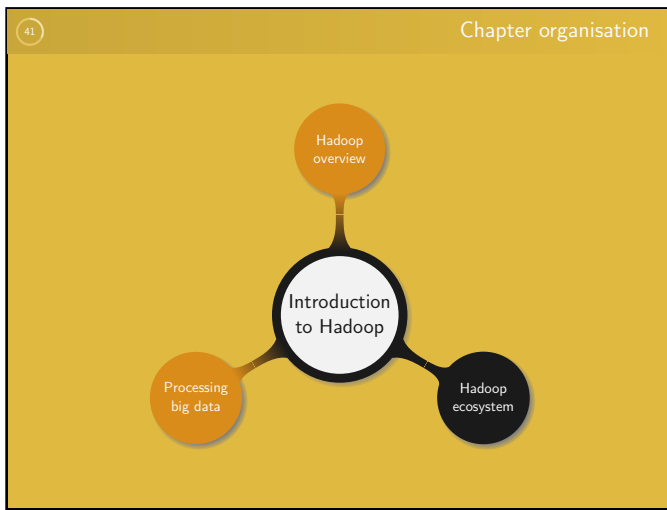 41
Chapter organisation
Hadoop
overview
Introduction
to Hadoop
Processing
big data
Hadoop
ecosystem